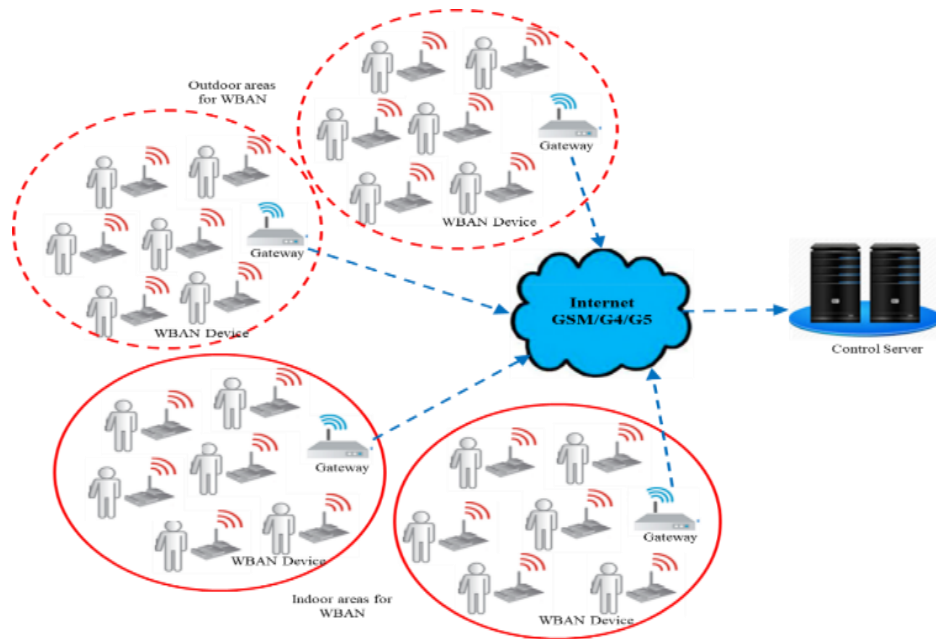 Outdoor areas
for WBAN
Gateway
WBAN Device
Gateway
WBAN Device
Internet
GSM/G4/G5
Control Server
Gateway
WBAN Device
Gateway
WBAN Device
Indoor areas for
WBAN